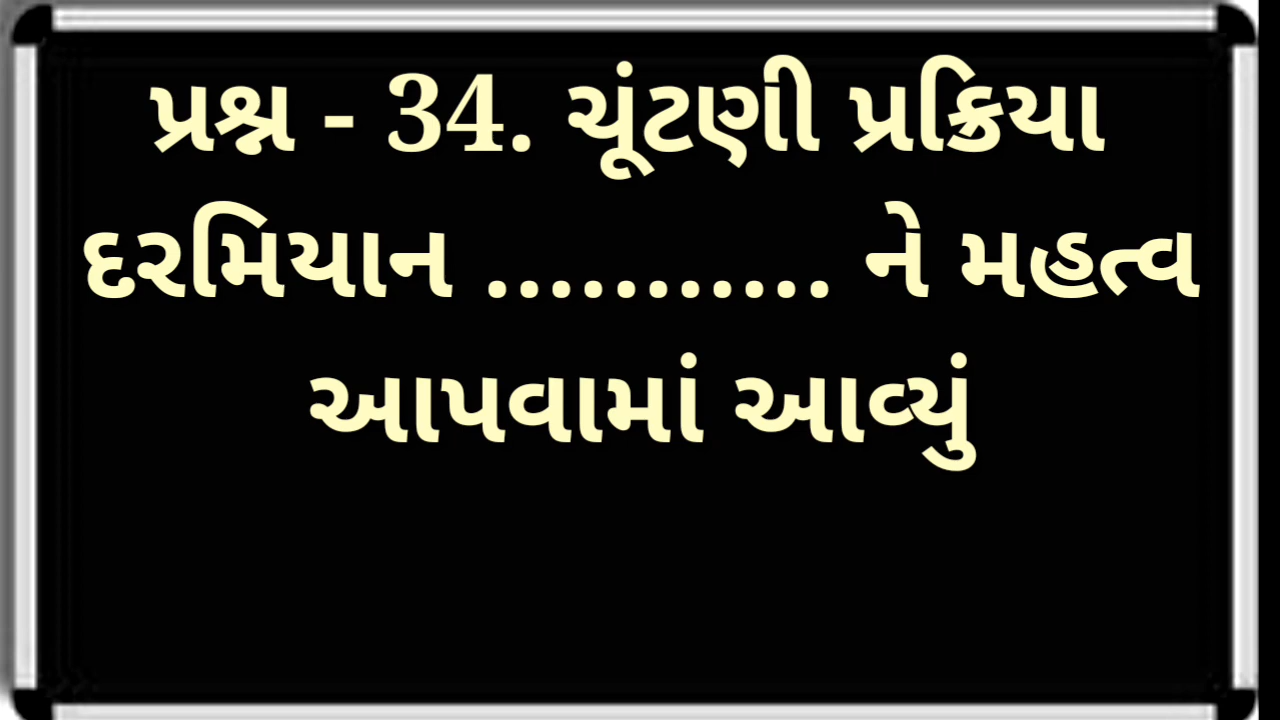 પ્રશ્ન - 34. ચૂંટણી પ્રક્રિયા
દરમિયાન ........... ને મહત્વ
આપવામાં આવ્યું